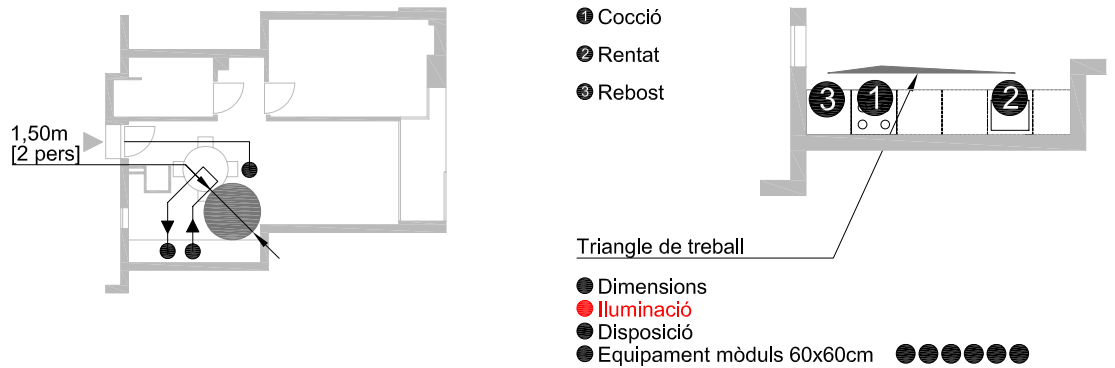 1,50m
[2 pers]
1 Cocció
2 Rentat
3 Rebost
3 1 2
Triangle de treball
Dimensions
Iluminació
Disposició
Equipament mòduls 60x60cm